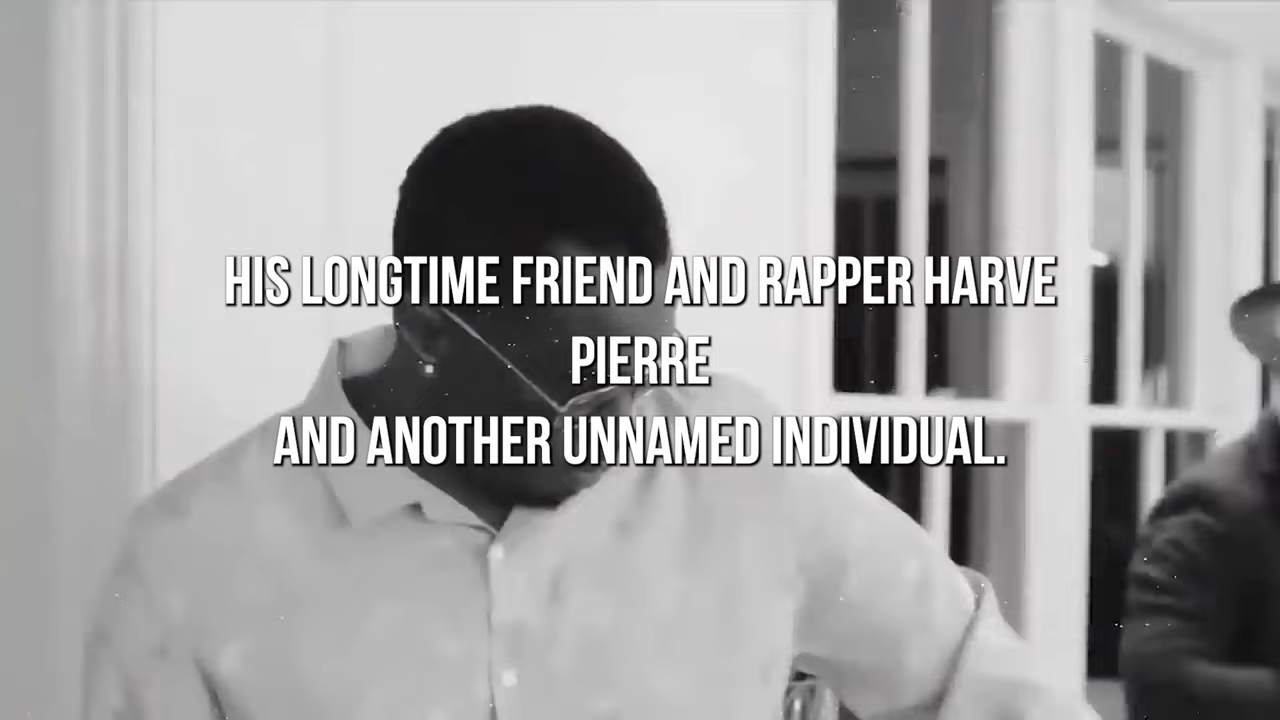 HIS LONGTIME FRIEND AND RAPPER HARVE
PIERRE
AND ANOTHER UNNAMED INDIVIDUAL.